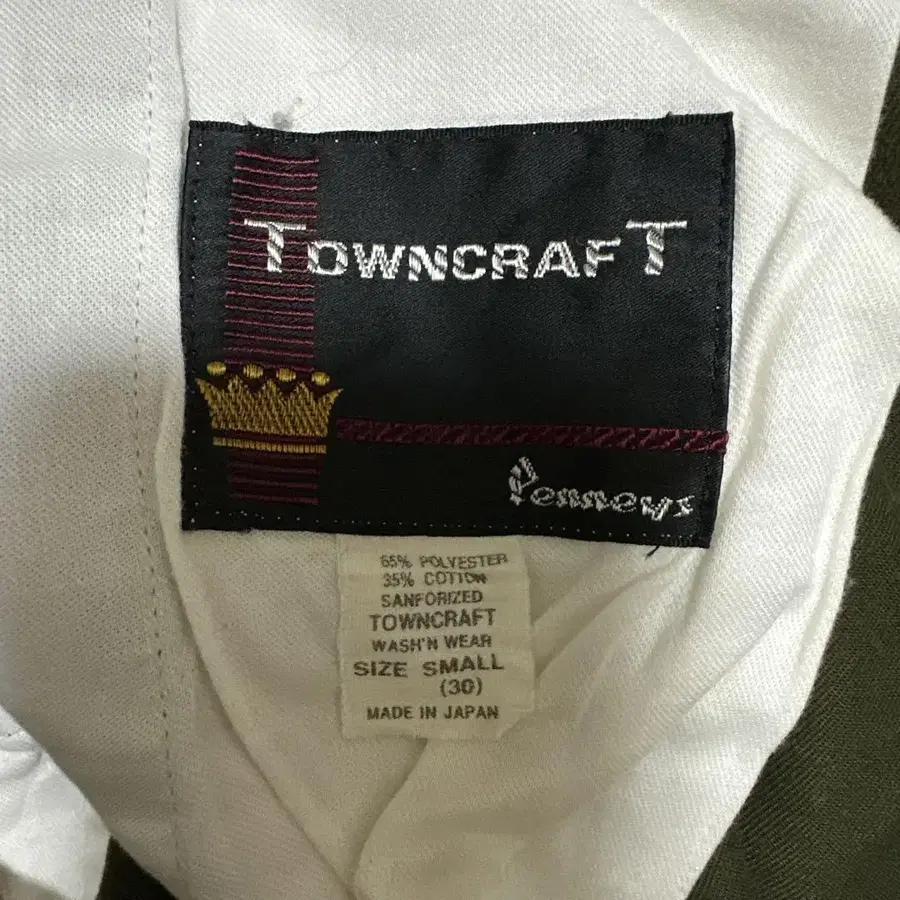 TOWNCRAFT
Penneys
65% POLYESTER
35% COTTON
SANFORIZED
TOWNCRAFT
WASH'N WEAR
SIZE SMALL
(30)
MADE IN JAPAN